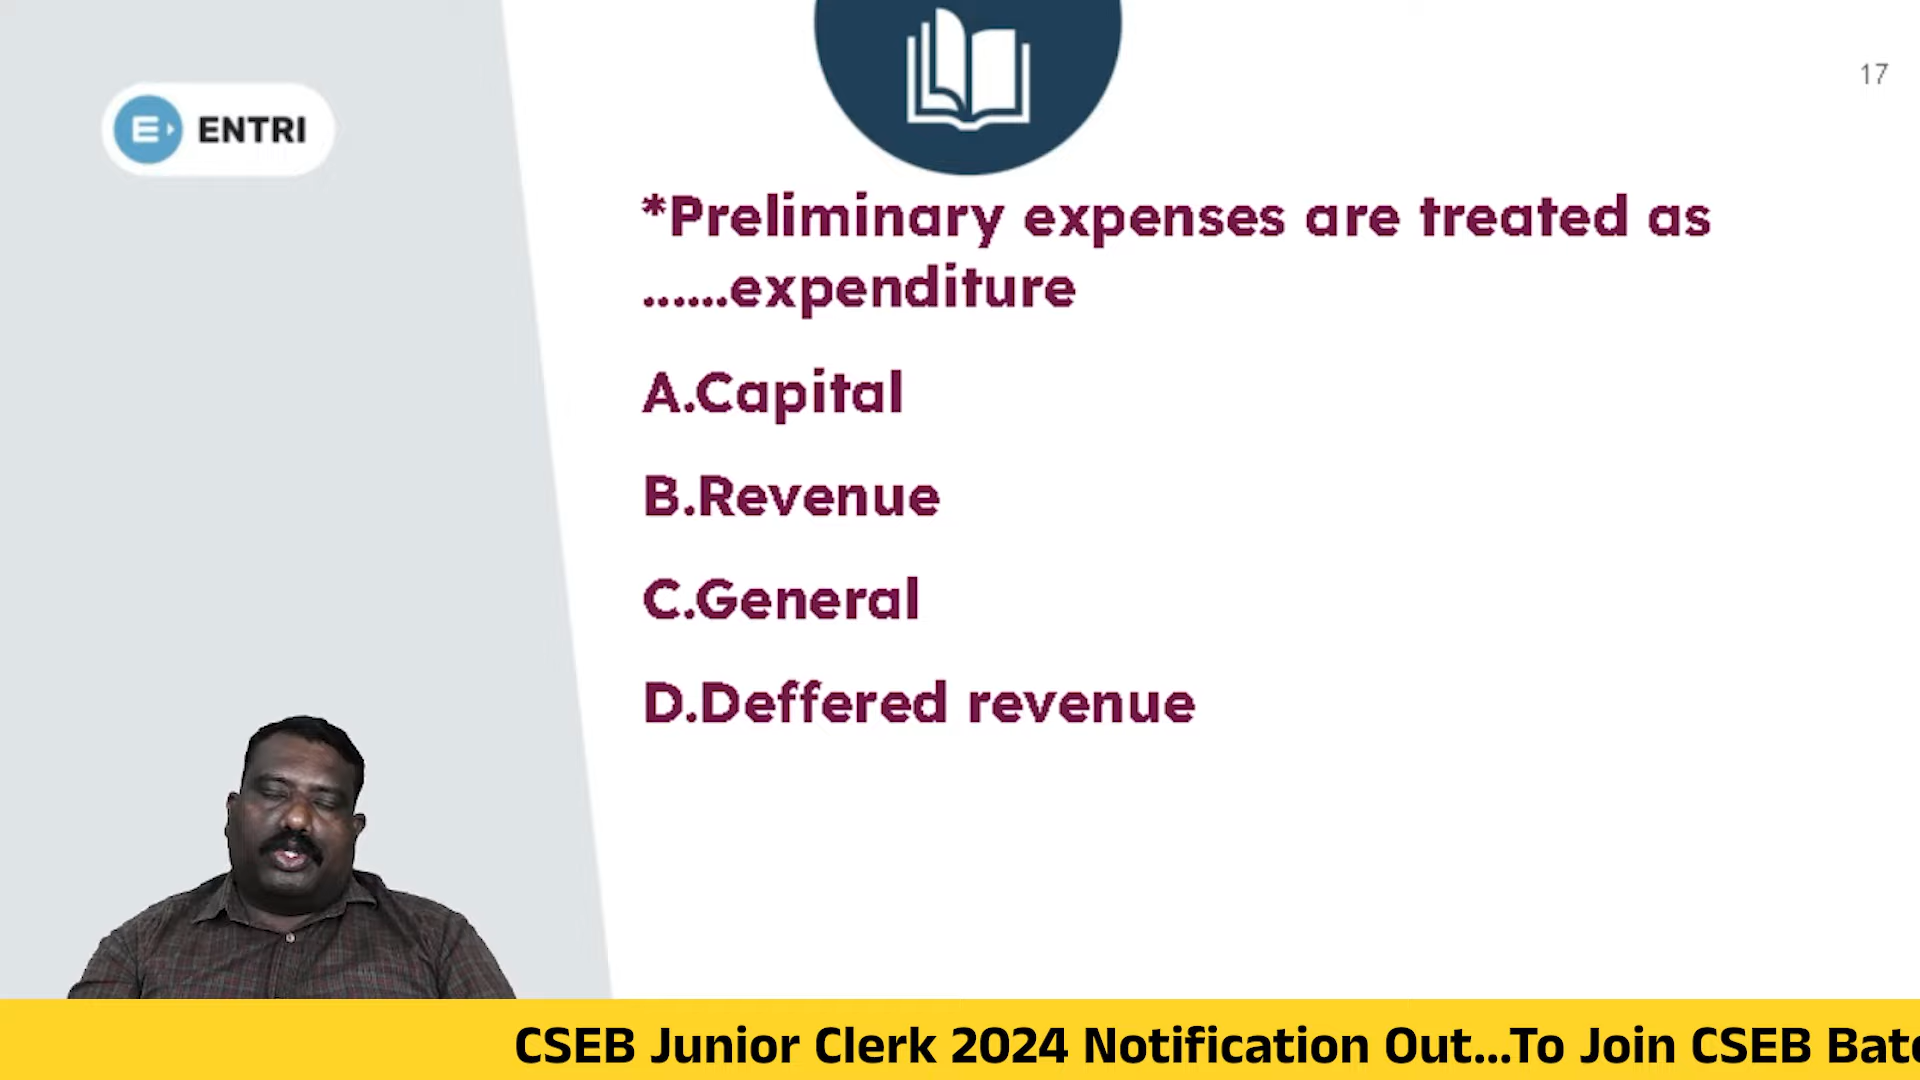 ENTRI
17
*Preliminary expenses are treated as
......expenditure
A.Capital
B.Revenue
C.General
D.Deffered revenue
CSEB Junior Clerk 2024 Notification Out...To Join CSEB